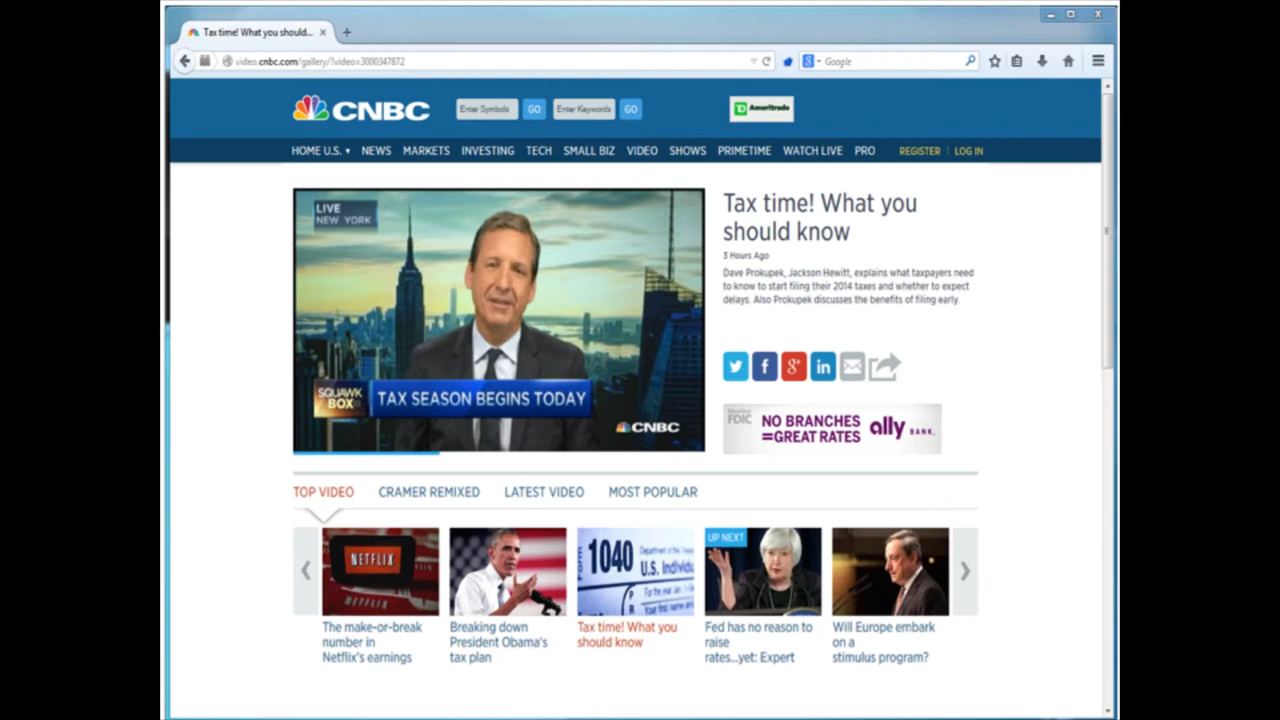 Tax time! What you should...
video.cnbc.com/gallery/?video=3000347872
Google
CNBC
Enter Symbols
GO
Enter Keywords
GO
TD Ameritrade
HOME U.S.
NEWS
MARKETS
INVESTING
TECH
SMALL BIZ
VIDEO
SHOWS
PRIMETIME
WATCH LIVE
PRO
REGISTER
LOG IN
LIVE
NEW YORK
SQUAWK
BOX
TAX SEASON BEGINS TODAY
CNBC
Tax time! What you
should know
3 Hours Ago
Dave Prokupek, Jackson Hewitt, explains what taxpayers need
to know to start filing their 2014 taxes and whether to expect
delays. Also Prokupek discusses the benefits of filing early.
Member
FDIC
NO BRANCHES
=GREAT RATES
ally BANK.
TOP VIDEO
CRAMER REMIXED
LATEST VIDEO
MOST POPULAR
NETFLIX
NETFLIX
The make-or-break
number in
Netflix's earnings
Breaking down
President Obama's
tax plan
Form
1040
U.S. Individu
Tax time! What you
should know
UP NEXT
Fed has no reason to
raise
rates...yet: Expert
Will Europe embark
on a
stimulus program?